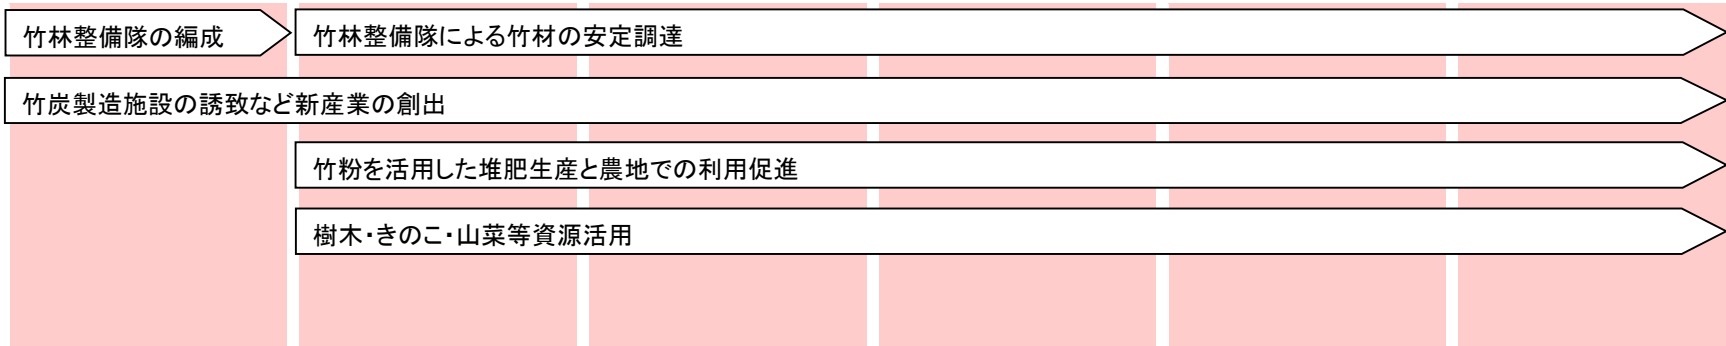 竹林整備隊の編成
竹林整備隊による竹材の安定調達
竹炭製造施設の誘致など新産業の創出
竹粉を活用した堆肥生産と農地での利用促進
樹木・きのこ・山菜等資源活用